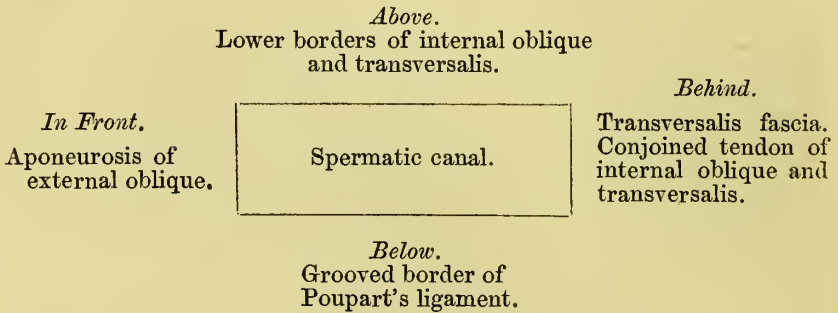 Above.
Lower borders of internal oblique
and transversalis.
In Front.
Aponeurosis of
external oblique.
Spermatic canal.
Behind.
Transversalis fascia.
Conjoined tendon of
internal oblique and
transversalis.
Below.
Grooved border of
Poupart's ligament.